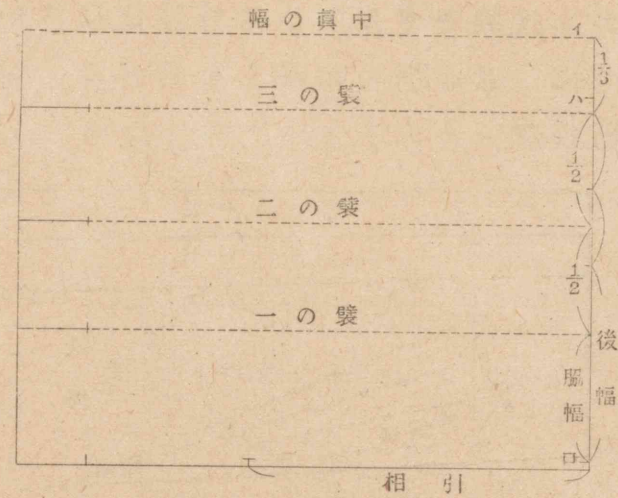 幅の眞中
イ
1/3
三の襞
ハ
1/2
二の襞
1/2
一の襞
後幅
脇幅
ロ
相引